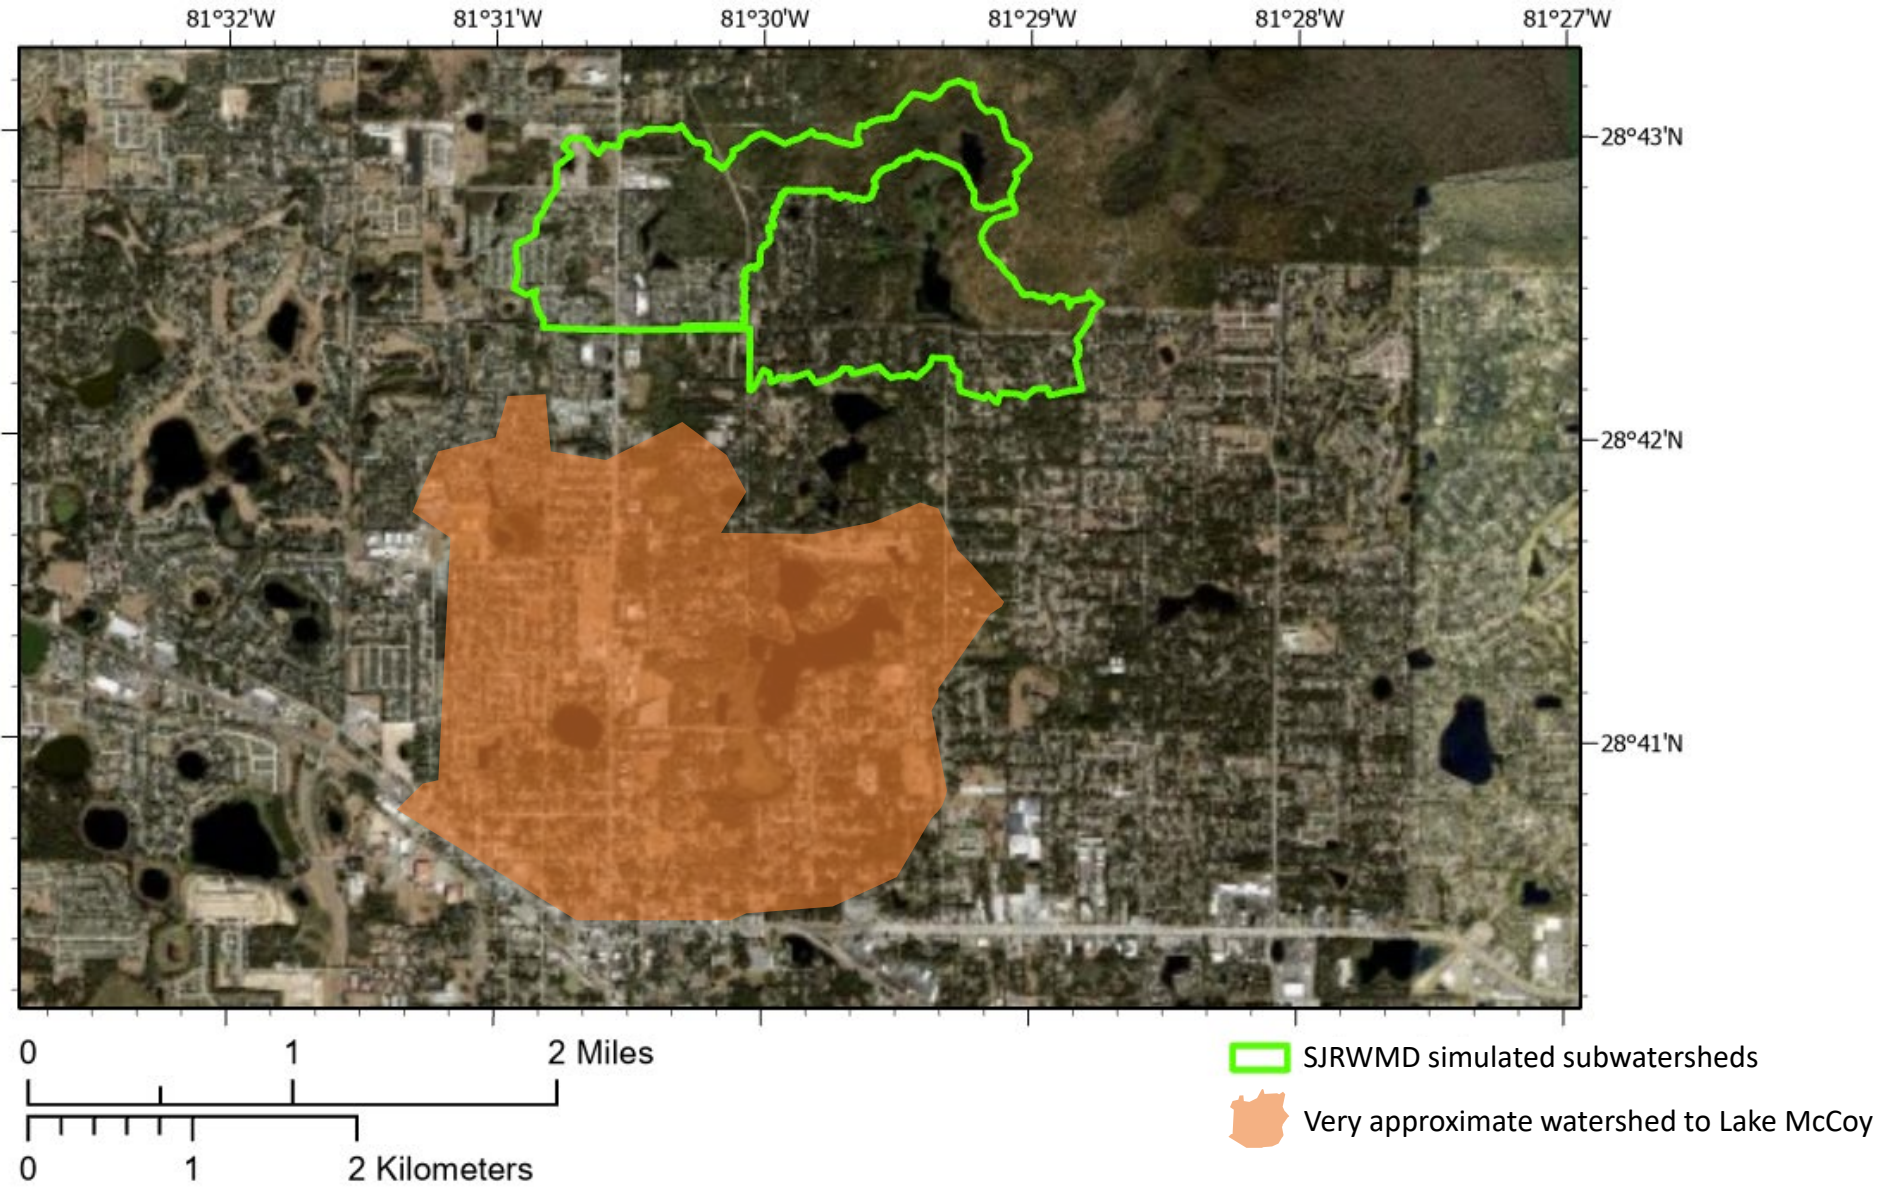 81°32'W 81°31'W 81°30'W 81°29'W 81°28'W 81°27'W
28°43'N
28°42'N
28°41'N
0 1 2 Miles
0 1 2 Kilometers
SJRWMD simulated subwatersheds
Very approximate watershed to Lake McCoy